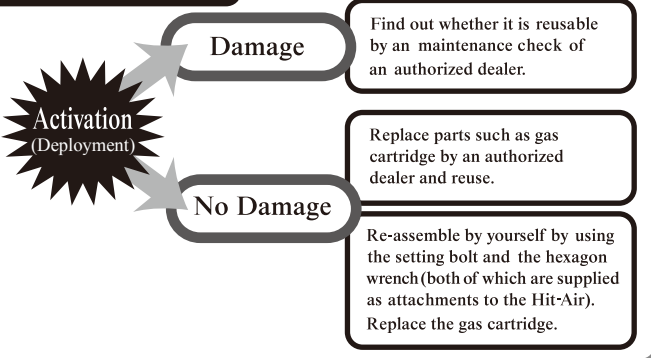 Activation
(Deployment)
Damage
Find out whether it is reusable
by an maintenance check of
an authorized dealer.
No Damage
Replace parts such as gas
cartridge by an authorized
dealer and reuse.
Re-assemble by yourself by using
the setting bolt and the hexagon
wrench(both of which are supplied
as attachments to the Hit-Air).
Replace the gas cartridge.